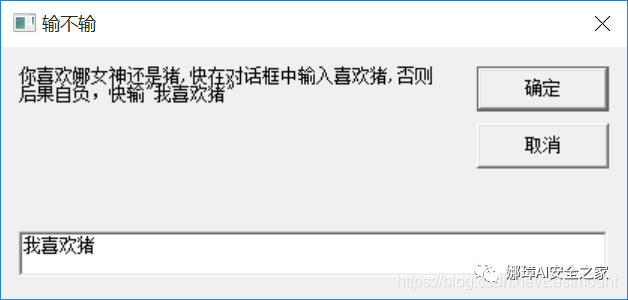 输不输
你喜欢娜女神还是猪,快在对话框中输入喜欢猪,否则
后果自负，快输"我喜欢猪"
确定
取消
我喜欢猪
娜璋AI安全之家
https://blog.csdn.net/Eastmount